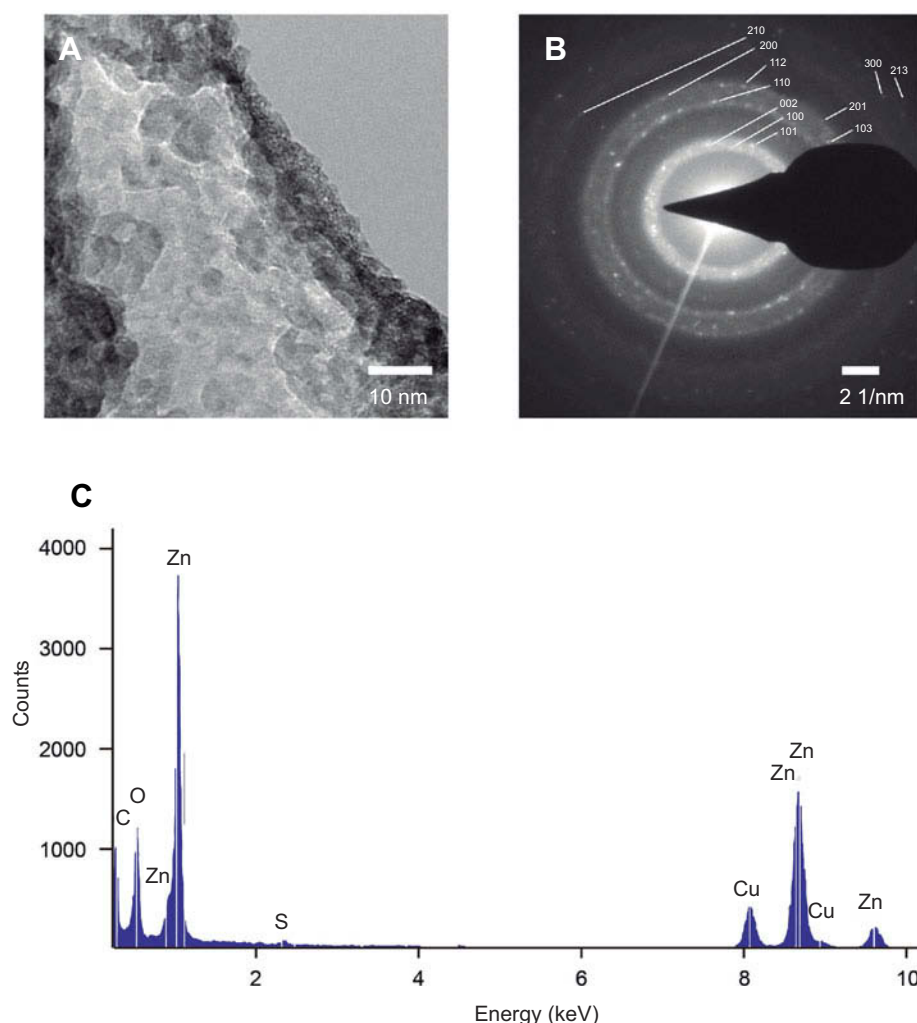 A
10 nm
B
210
200
112
110
002
100
101
300
213
201
103
2 1/nm
C
4000
3000
2000
1000
Counts
C
O
Zn
Zn
S
Cu
Zn
Zn
Cu
Zn
2
4
6
8
10
Energy (keV)